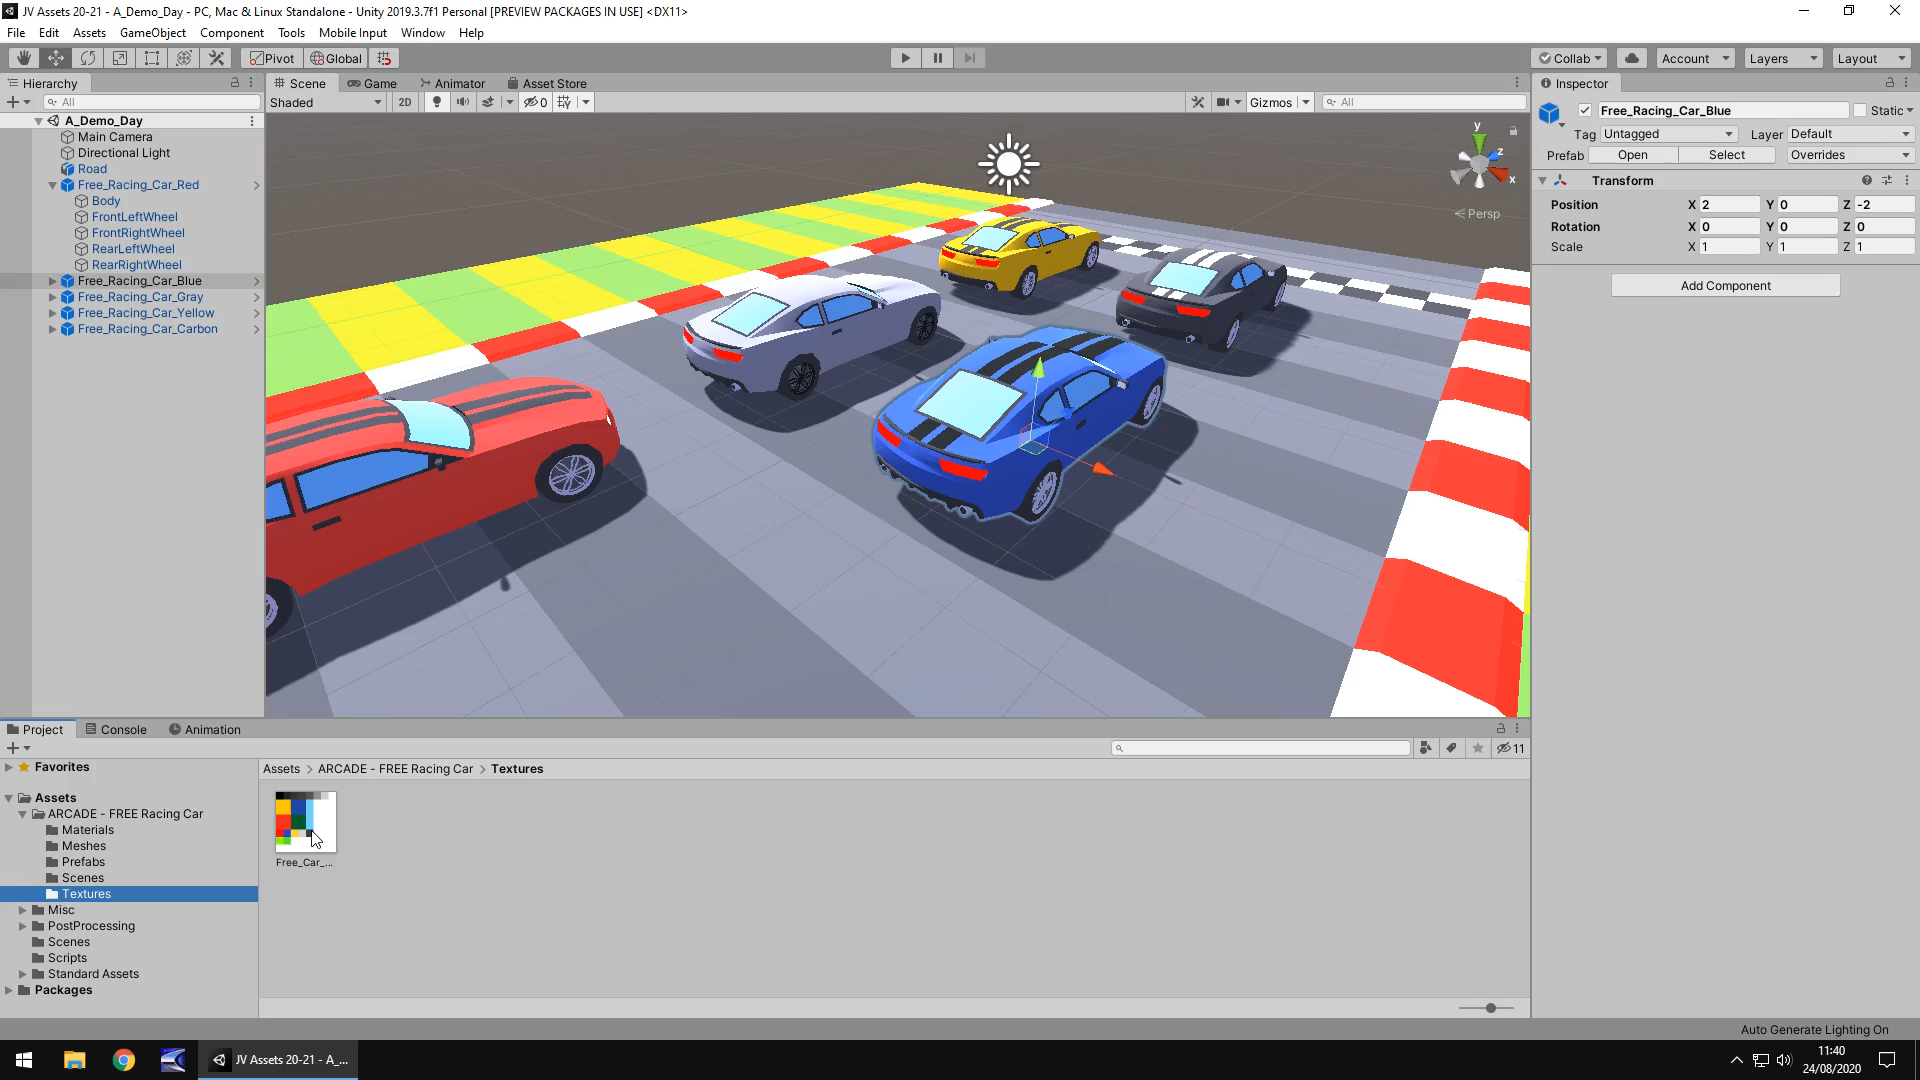 JV Assets 20-21 - A_Demo_Day - PC, Mac & Linux Standalone - Unity 2019.3.7f1 Personal [PREVIEW PACKAGES IN USE] <DX11>
File Edit Assets GameObject Component Tools Mobile Input Window Help
Pivot Global Collab Account Layers Layout
Hierarchy
All
A_Demo_Day
Main Camera
Directional Light
Road
Free_Racing_Car_Red
Body
FrontLeftWheel
FrontRightWheel
RearLeftWheel
RearRightWheel
Free_Racing_Car_Blue
Free_Racing_Car_Gray
Free_Racing_Car_Yellow
Free_Racing_Car_Carbon
Scene Game Animator Asset Store
Shaded 2D 0 Gizmos All
y
z
x
Persp
Inspector
Free_Racing_Car_Blue Static
Tag Untagged Layer Default
Prefab Open Select Overrides
Transform
Position X 2 Y 0 Z -2
Rotation X 0 Y 0 Z 0
Scale X 1 Y 1 Z 1
Add Component
Project Console Animation
11
Favorites
Assets
ARCADE - FREE Racing Car
Materials
Meshes
Prefabs
Scenes
Textures
Misc
PostProcessing
Scenes
Scripts
Standard Assets
Packages
Assets > ARCADE - FREE Racing Car > Textures
Free_Car_...
Auto Generate Lighting On
JV Assets 20-21 - A_...
11:40
24/08/2020